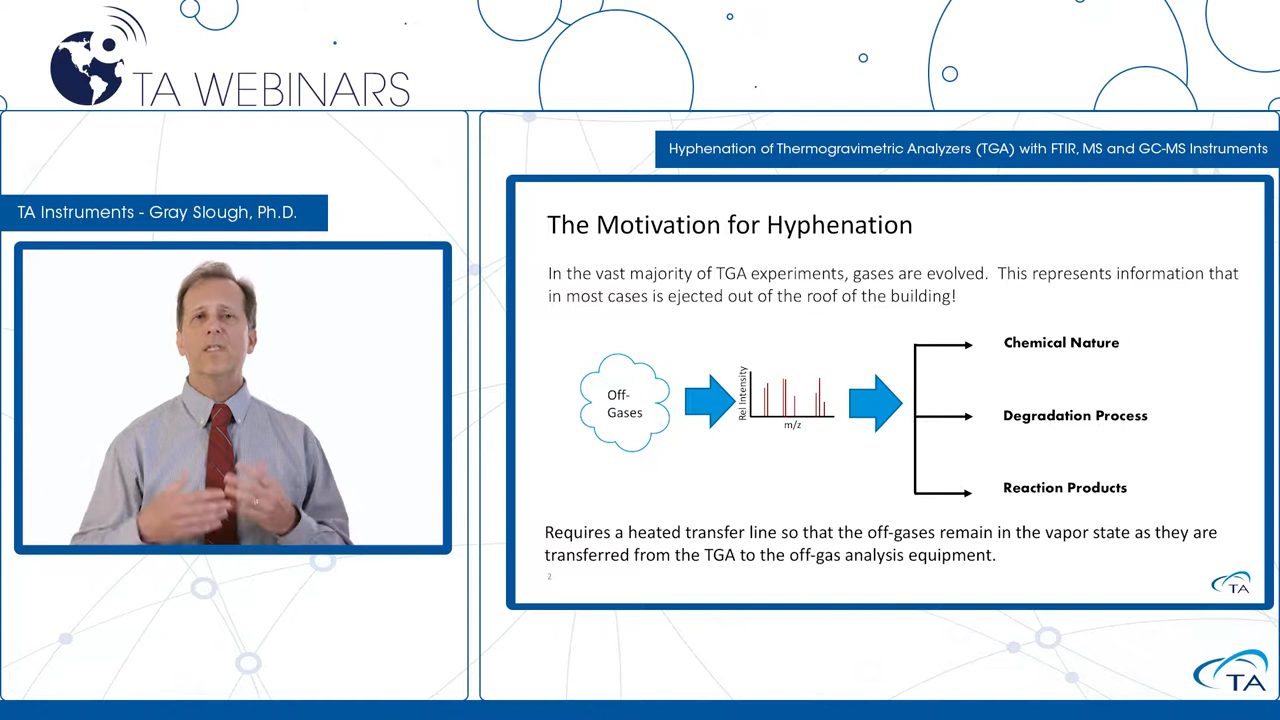 TA WEBINARS
Hyphenation of Thermogravimetric Analyzers (TGA) with FTIR, MS and GC-MS Instruments
TA Instruments - Gray Slough, Ph.D.
The Motivation for Hyphenation
In the vast majority of TGA experiments, gases are evolved. This represents information that
in most cases is ejected out of the roof of the building!
Off-
Gases
Rel Intensity
m/z
Chemical Nature
Degradation Process
Reaction Products
Requires a heated transfer line so that the off-gases remain in the vapor state as they are
transferred from the TGA to the off-gas analysis equipment.
2
TA
TA